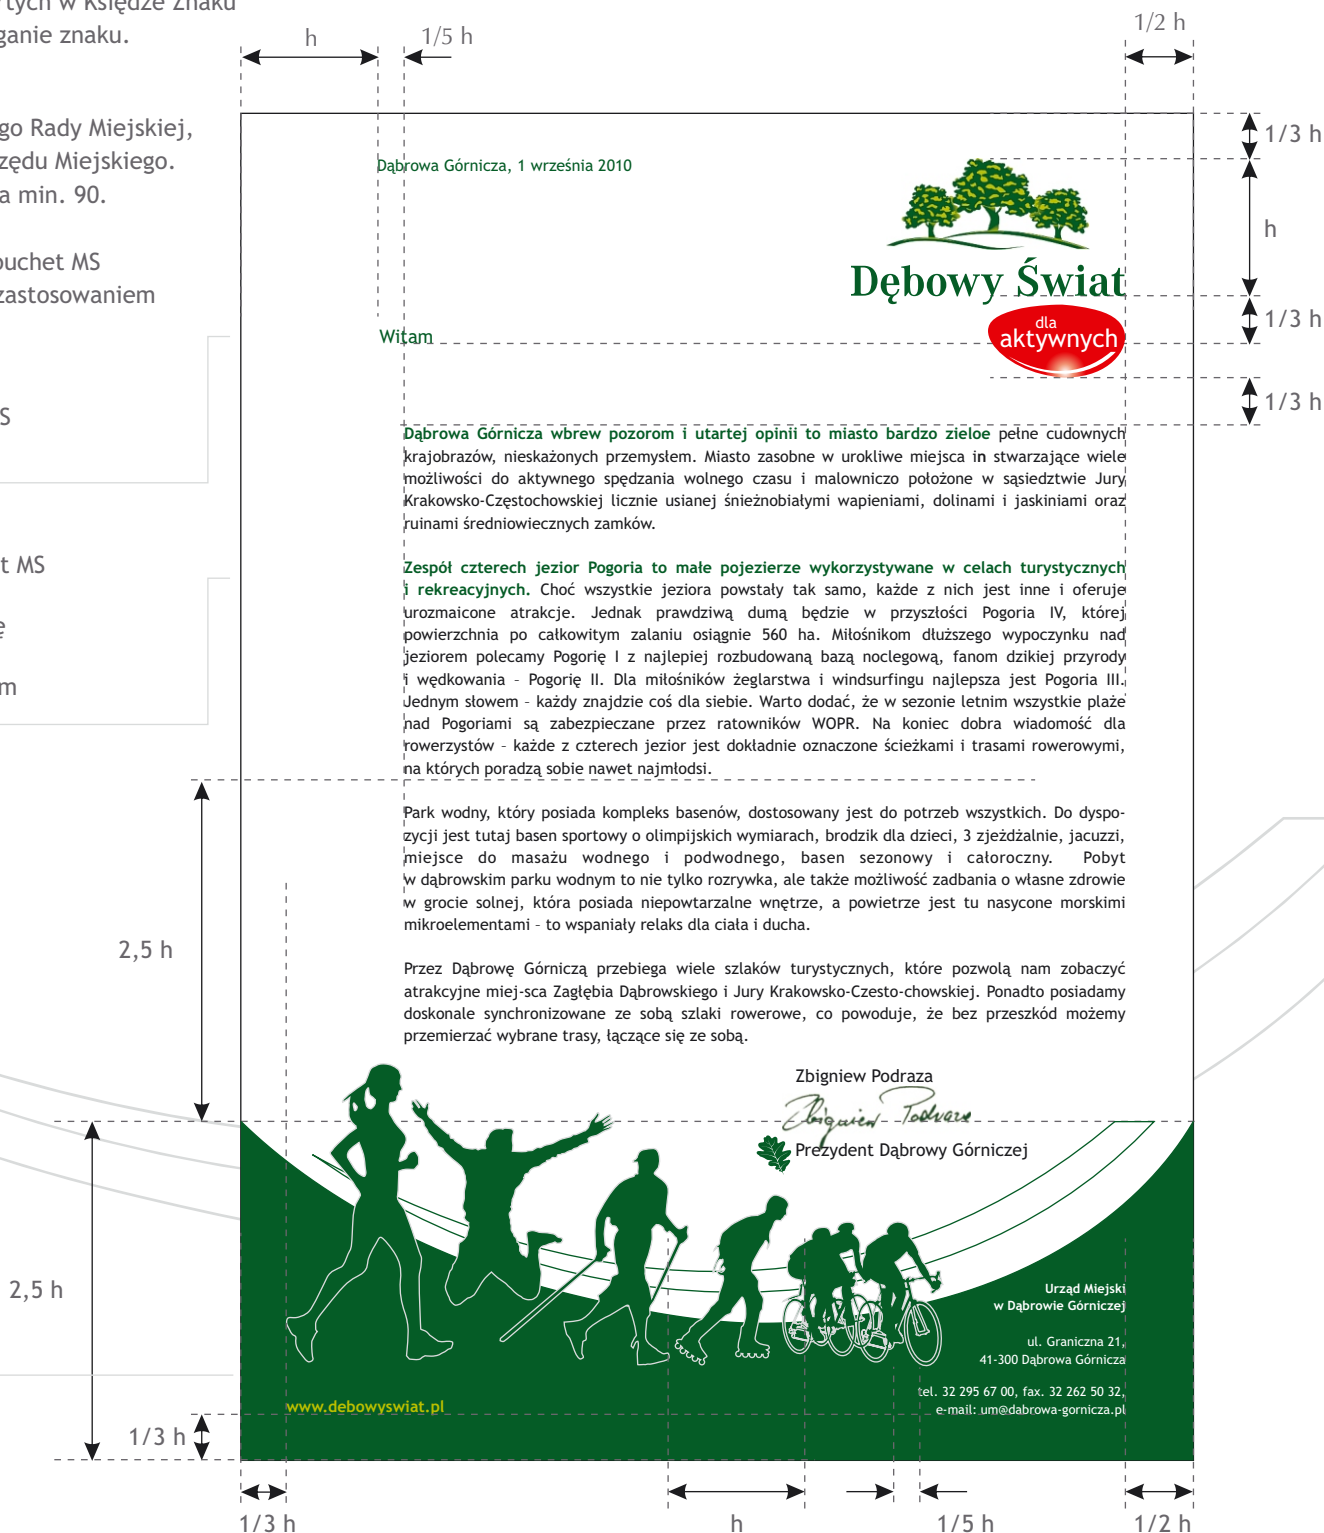 rtych w Księdze Znaku
ganie znaku.
go Rady Miejskiej,
zędu Miejskiego.
a min. 90.
ouchet MS
zastosowaniem
S
t MS
ę
m
h
1/5 h
1/2 h
Dąbrowa Górnicza, 1 września 2010
1/3 h
h
Dębowy Świat
dla
aktywnych
1/3 h
Witam
1/3 h
Dąbrowa Górnicza wbrew pozorom i utartej opinii to miasto bardzo zieloe pełne cudownych
krajobrazów, nieskażonych przemysłem. Miasto zasobne w urokliwe miejsca in stwarzające wiele
możliwości do aktywnego spędzania wolnego czasu i malowniczo położone w sąsiedztwie Jury
Krakowsko-Częstochowskiej licznie usianej śnieżnobiałymi wapieniami, dolinami i jaskiniami oraz
ruinami średniowiecznych zamków.
Zespół czterech jezior Pogoria to małe pojezierze wykorzystywane w celach turystycznych
i rekreacyjnych. Choć wszystkie jeziora powstały tak samo, każde z nich jest inne i oferuje
urozmaicone atrakcje. Jednak prawdziwą dumą będzie w przyszłości Pogoria IV, której
powierzchnia po całkowitym zalaniu osiągnie 560 ha. Miłośnikom dłuższego wypoczynku nad
jeziorem polecamy Pogorię I z najlepiej rozbudowaną bazą noclegową, fanom dzikiej przyrody
i wędkowania – Pogorię II. Dla miłośników żeglarstwa i windsurfingu najlepsza jest Pogoria III.
Jednym słowem – każdy znajdzie coś dla siebie. Warto dodać, że w sezonie letnim wszystkie plaże
nad Pogoriami są zabezpieczane przez ratowników WOPR. Na koniec dobra wiadomość dla
rowerzystów – każde z czterech jezior jest dokładnie oznaczone ścieżkami i trasami rowerowymi,
na których poradzą sobie nawet najmłodsi.
Park wodny, który posiada kompleks basenów, dostosowany jest do potrzeb wszystkich. Do dyspo-
zycji jest tutaj basen sportowy o olimpijskich wymiarach, brodzik dla dzieci, 3 zjeżdżalnie, jacuzzi,
miejsce do masażu wodnego i podwodnego, basen sezonowy i całoroczny. Pobyt
w dąbrowskim parku wodnym to nie tylko rozrywka, ale także możliwość zadbania o własne zdrowie
w grocie solnej, która posiada niepowtarzalne wnętrze, a powietrze jest tu nasycone morskimi
mikroelementami – to wspaniały relaks dla ciała i ducha.
2,5 h
Przez Dąbrowę Górniczą przebiega wiele szlaków turystycznych, które pozwolą nam zobaczyć
atrakcyjne miej-sca Zagłębia Dąbrowskiego i Jury Krakowsko-Czesto-chowskiej. Ponadto posiadamy
doskonale synchronizowane ze sobą szlaki rowerowe, co powoduje, że bez przeszkód możemy
przemierzać wybrane trasy, łączące się ze sobą.
Zbigniew Podraza
Zbigniew Podraza
Prezydent Dąbrowy Górniczej
2,5 h
Urząd Miejski
w Dąbrowie Górniczej
ul. Graniczna 21,
41-300 Dąbrowa Górnicza
tel. 32 295 67 00, fax. 32 262 50 32,
e-mail: um@dabrowa-gornicza.pl
www.debowyswiat.pl
1/3 h
1/3 h
h
1/5 h
1/2 h